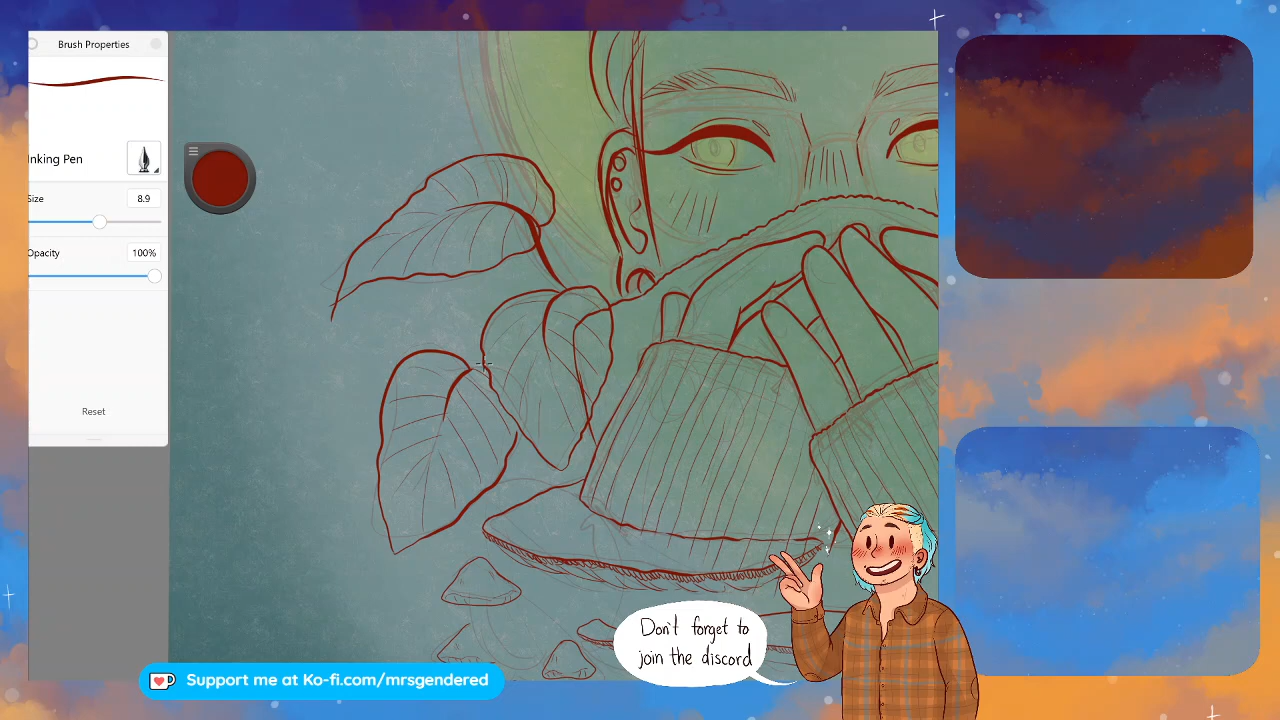 Brush Properties
Inking Pen
Size
8.9
Opacity
100%
Reset
Don't forget to
join the discord
Support me at Ko-fi.com/mrsgendered